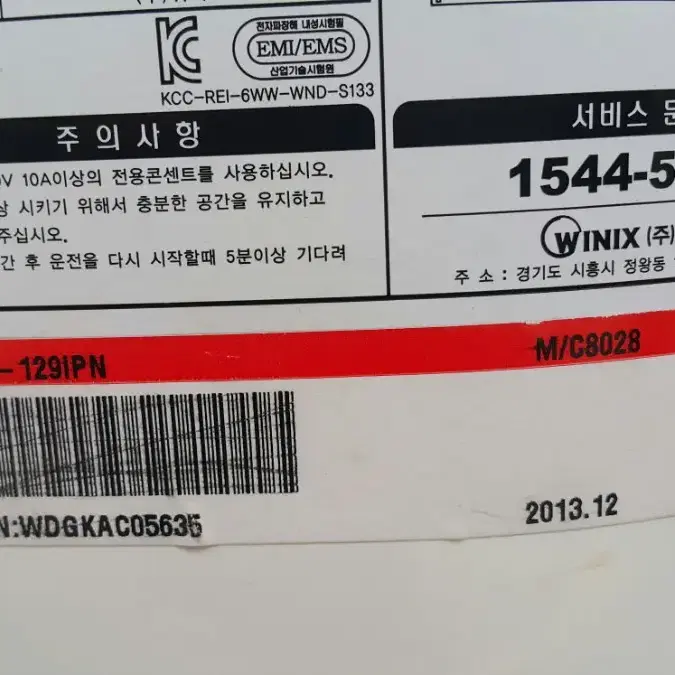 전자파장해 내성시험필
EMI/EMS
산업기술시험원
KCC-REI-6WW-WND-S133
주 의 사 항
V 10A이상의 전용콘센트를 사용하십시오.
상 시키기 위해서 충분한 공간을 유지하고
주십시오.
간 후 운전을 다시 시작할때 5분이상 기다려
서비스 문
1544-5
WINIX (주)
주 소 : 경기도 시흥시 정왕동
-129IPN
M/C8028
N:WDGKAC05635
2013.12